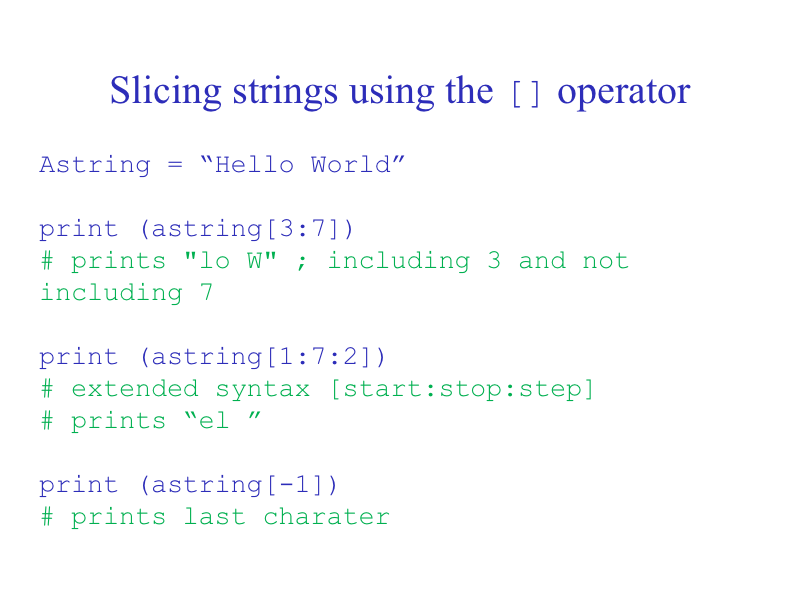 Slicing strings using the [] operator
Astring = “Hello World”
print (astring[3:7])
# prints "lo W" ; including 3 and not
including 7
print (astring[1:7:2])
# extended syntax [start:stop:step]
# prints “el ”
print (astring[-1])
# prints last charater